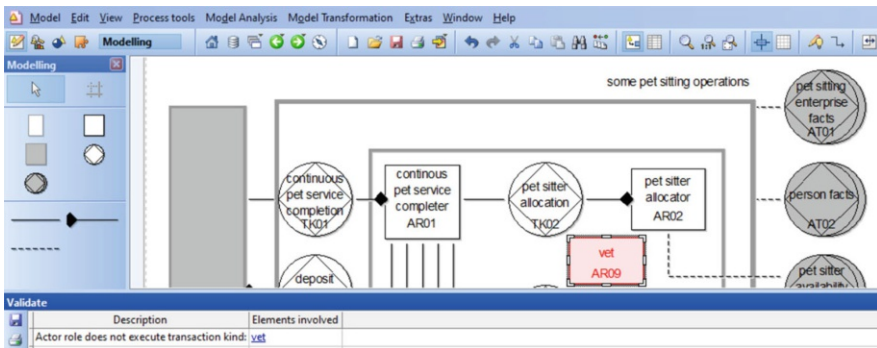 Model Edit View Process tools Model Analysis Model Transformation Extras Window Help
Modelling
Modelling
some pet sitting operations
pet sitting
enterprise
facts
AT01
continuous
pet service
completion
TK01
continous
pet service
completer
AR01
pet sitter
allocation
TK02
pet sitter
allocator
AR02
person facts
AT02
vet
AR09
deposit
pet sitter
availability
Validate
Description Elements involved
Actor role does not execute transaction kind: vet